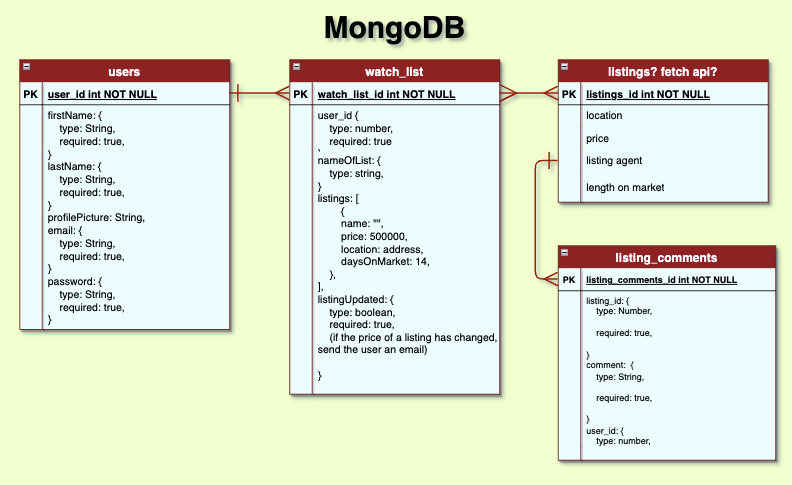 MongoDB
users
PK user_id int NOT NULL
firstName: {
type: String,
required: true,
}
lastName: {
type: String,
required: true,
}
profilePicture: String,
email: {
type: String,
required: true,
}
password: {
type: String,
required: true,
}
watch_list
PK watch_list_id int NOT NULL
user_id {
type: number,
required: true
nameOfList: {
type: string,
}
listings: [
{
name: "",
price: 500000,
location: address,
daysOnMarket: 14,
},
],
listingUpdated: {
type: boolean,
required: true,
(if the price of a listing has changed,
send the user an email)
}
listings? fetch api?
PK listings_id int NOT NULL
location
price
listing agent
length on market
listing_comments
PK listing_comments_id int NOT NULL
listing_id: {
type: Number,
required: true,
}
comment: {
type: String,
required: true,
}
user_id: {
type: number,